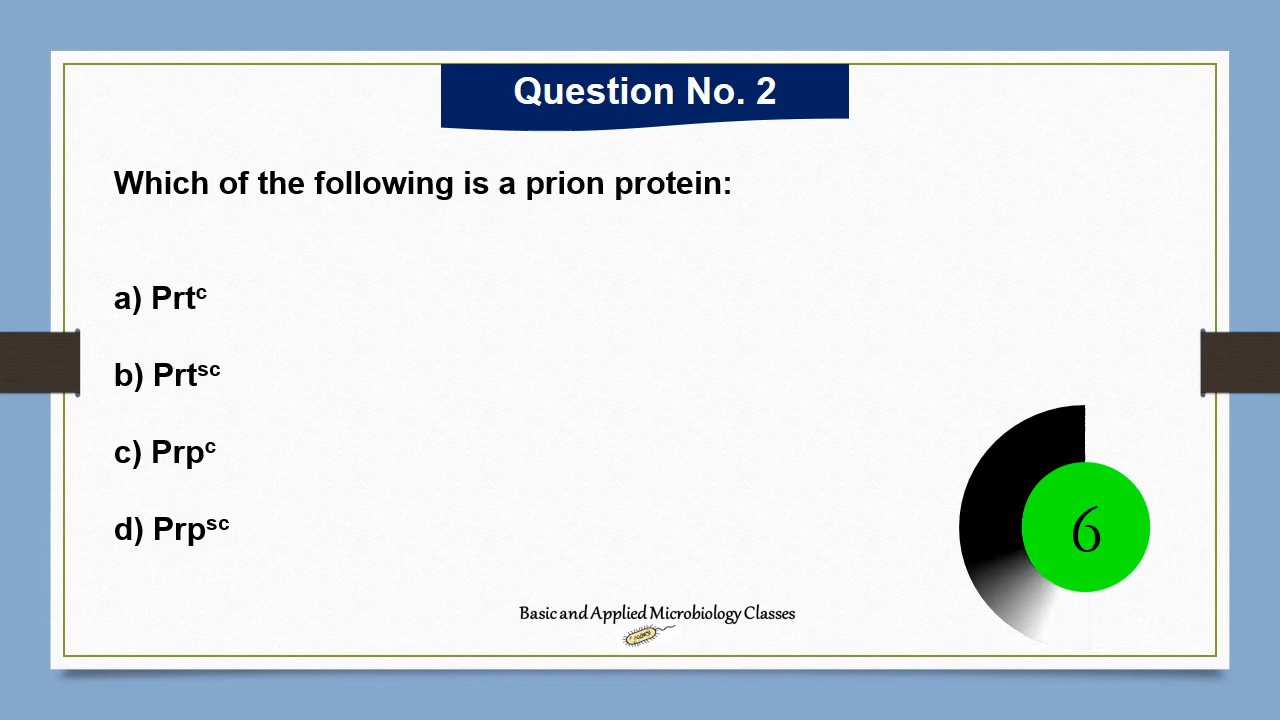 Question No. 2
Which of the following is a prion protein:
a) Prtᶜ
b) Prtˢᶜ
c) Prpᶜ
d) Prpˢᶜ
6
Basic and Applied Microbiology Classes